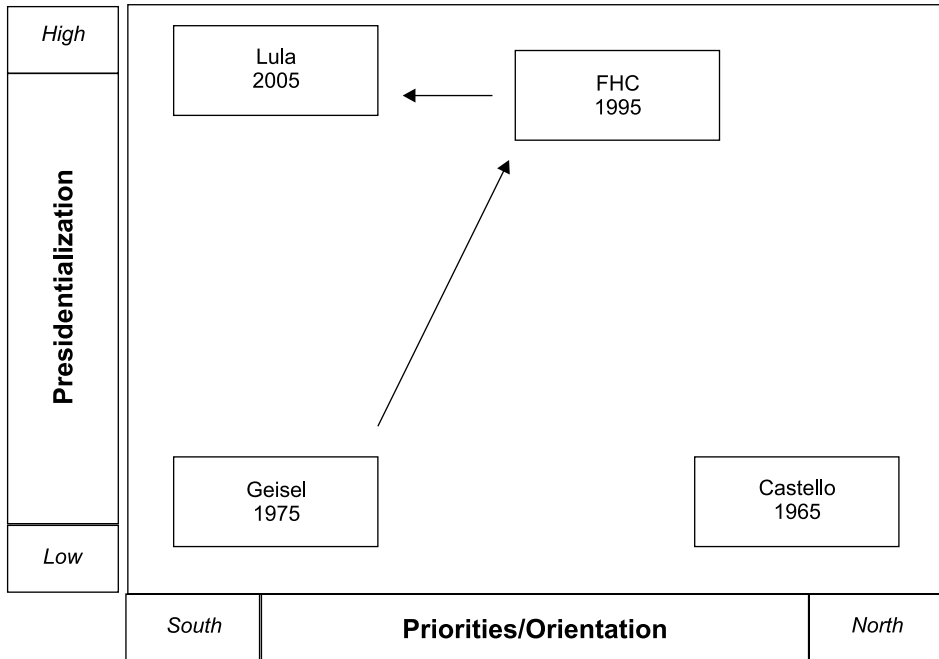 High
Lula
2005
FHC
1995
Presidentialization
Geisel
1975
Castello
1965
Low
South
Priorities/Orientation
North